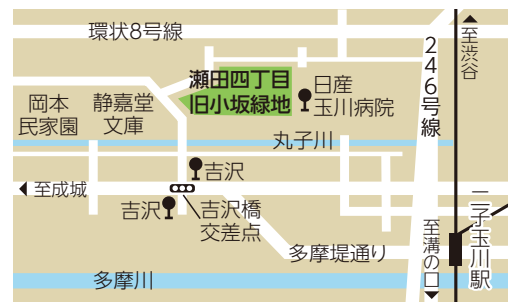 環状8号線
瀬田四丁目
旧小坂緑地
日産
玉川病院
246号線
▲至渋谷
岡本
民家園
静嘉堂
文庫
丸子川
吉沢
◀至成城
吉沢
吉沢橋
交差点
多摩堤通り
至溝の口▼
二子玉川駅
多摩川